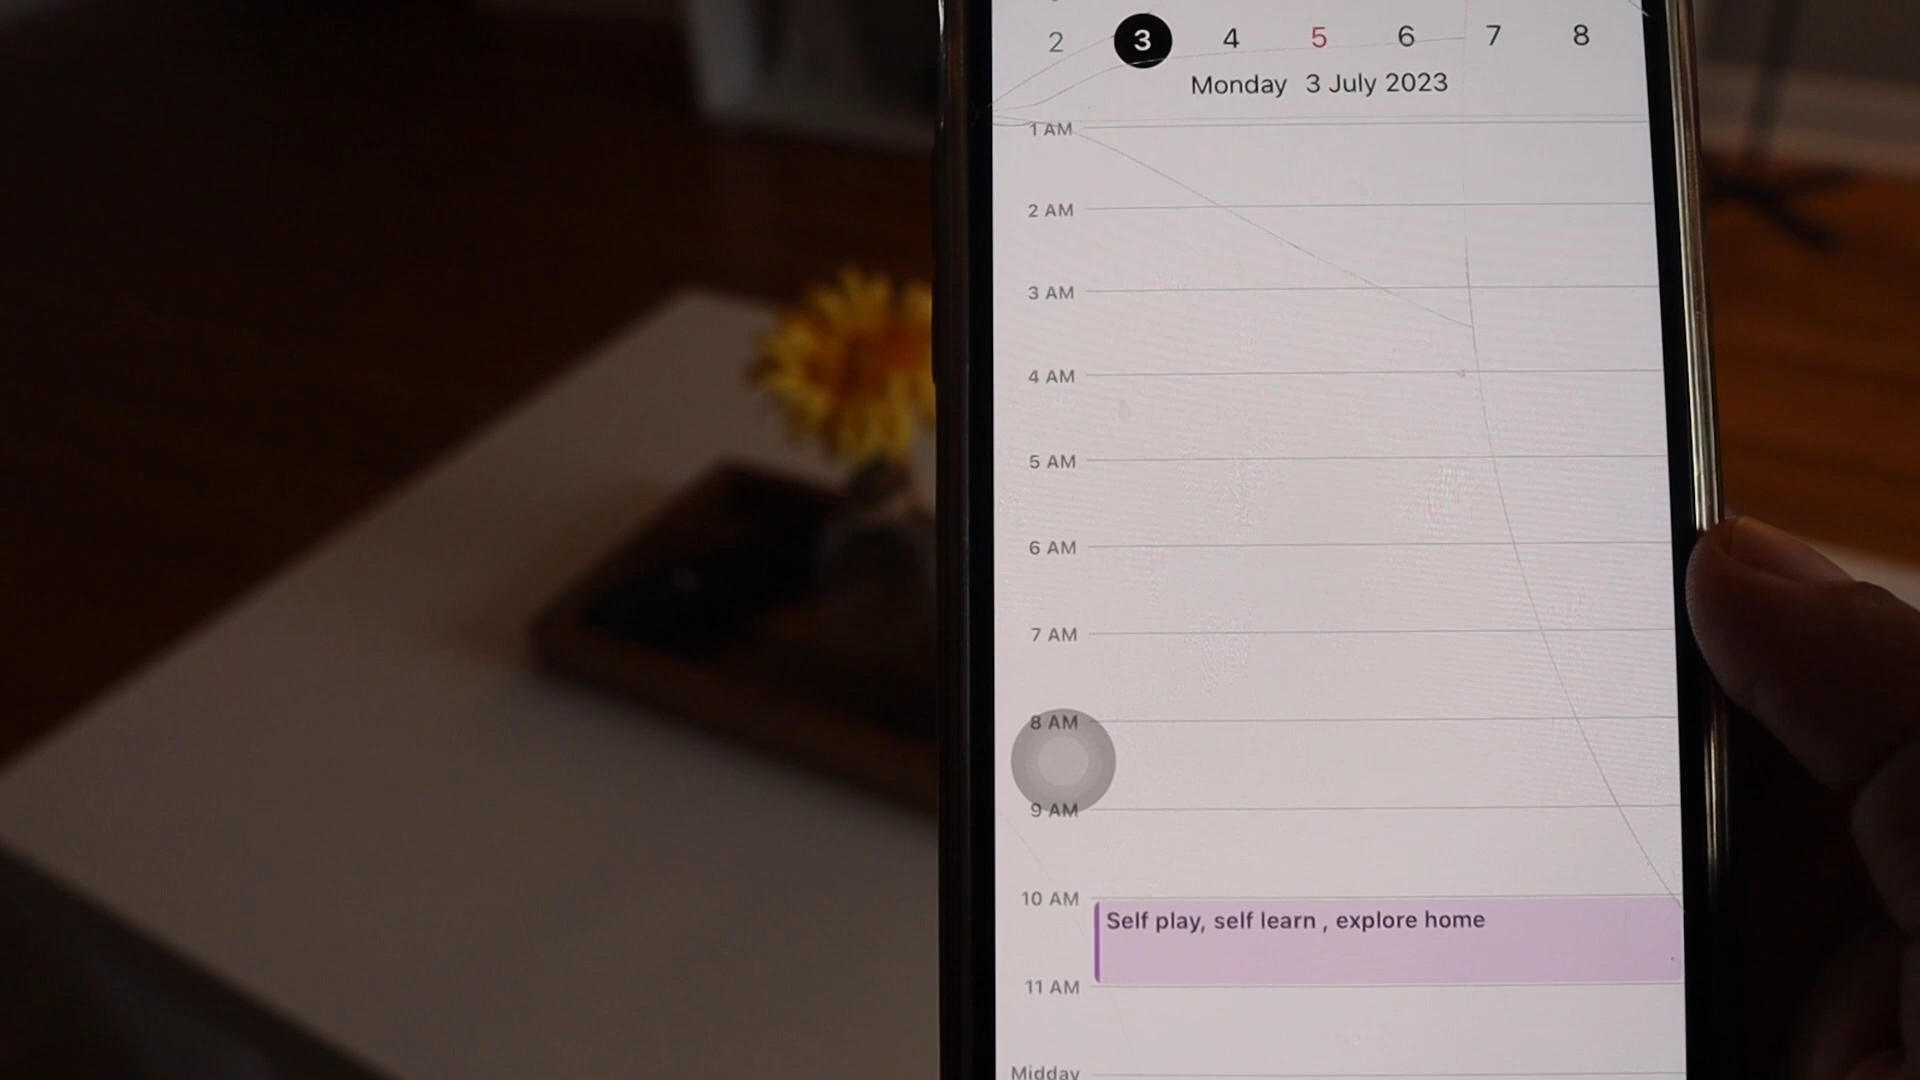 2 3 4 5 6 7 8
Monday 3 July 2023
1 AM
2 AM
3 AM
4 AM
5 AM
6 AM
7 AM
8 AM
9 AM
10 AM
Self play, self learn , explore home
11 AM
Midday